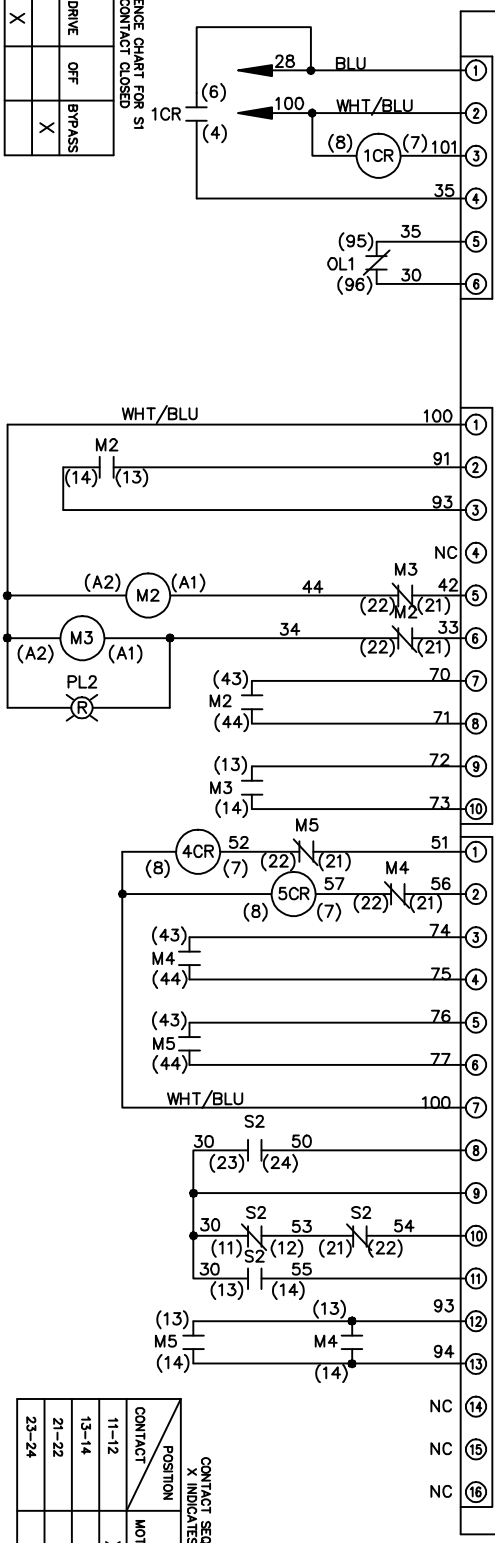 ENCE CHART FOR S1
CONTACT CLOSED
DRIVE OFF BYPASS
X
X
28 BLU 1
1CR (6) (4)
100 WHT/BLU 2
(8) 1CR (7) 101 3
35 4
(95) 35 5
OL1
(96) 30 6
WHT/BLU 100 1
M2
(14) (13) 91 2
93 3
NC 4
M3
(A2) M2 (A1) 44 (22) (21) 42 5
M2
(A2) M3 (A1) 34 (22) (21) 33 6
PL2
R
(43) 70 7
M2
(44) 71 8
(13) 72 9
M3
(14) 73 10
M5
(8) 4CR (7) 52 (22) (21) 51 1
M4
(8) 5CR (7) 57 (22) (21) 56 2
(43) 74 3
M4
(44) 75 4
(43) 76 5
M5
(44) 77 6
WHT/BLU 100 7
S2
30 (23) (24) 50 8
9
S2 S2
30 (11) (12) 53 (21) (22) 54 10
S2
30 (13) (14) 55 11
(13) (13) 93 12
M5 M4
(14) (14) 94 13
NC 14
NC 15
NC 16
CONTACT SEQ
X INDICATES
POSITION
CONTACT
MOT
11-12
13-14
21-22
23-24